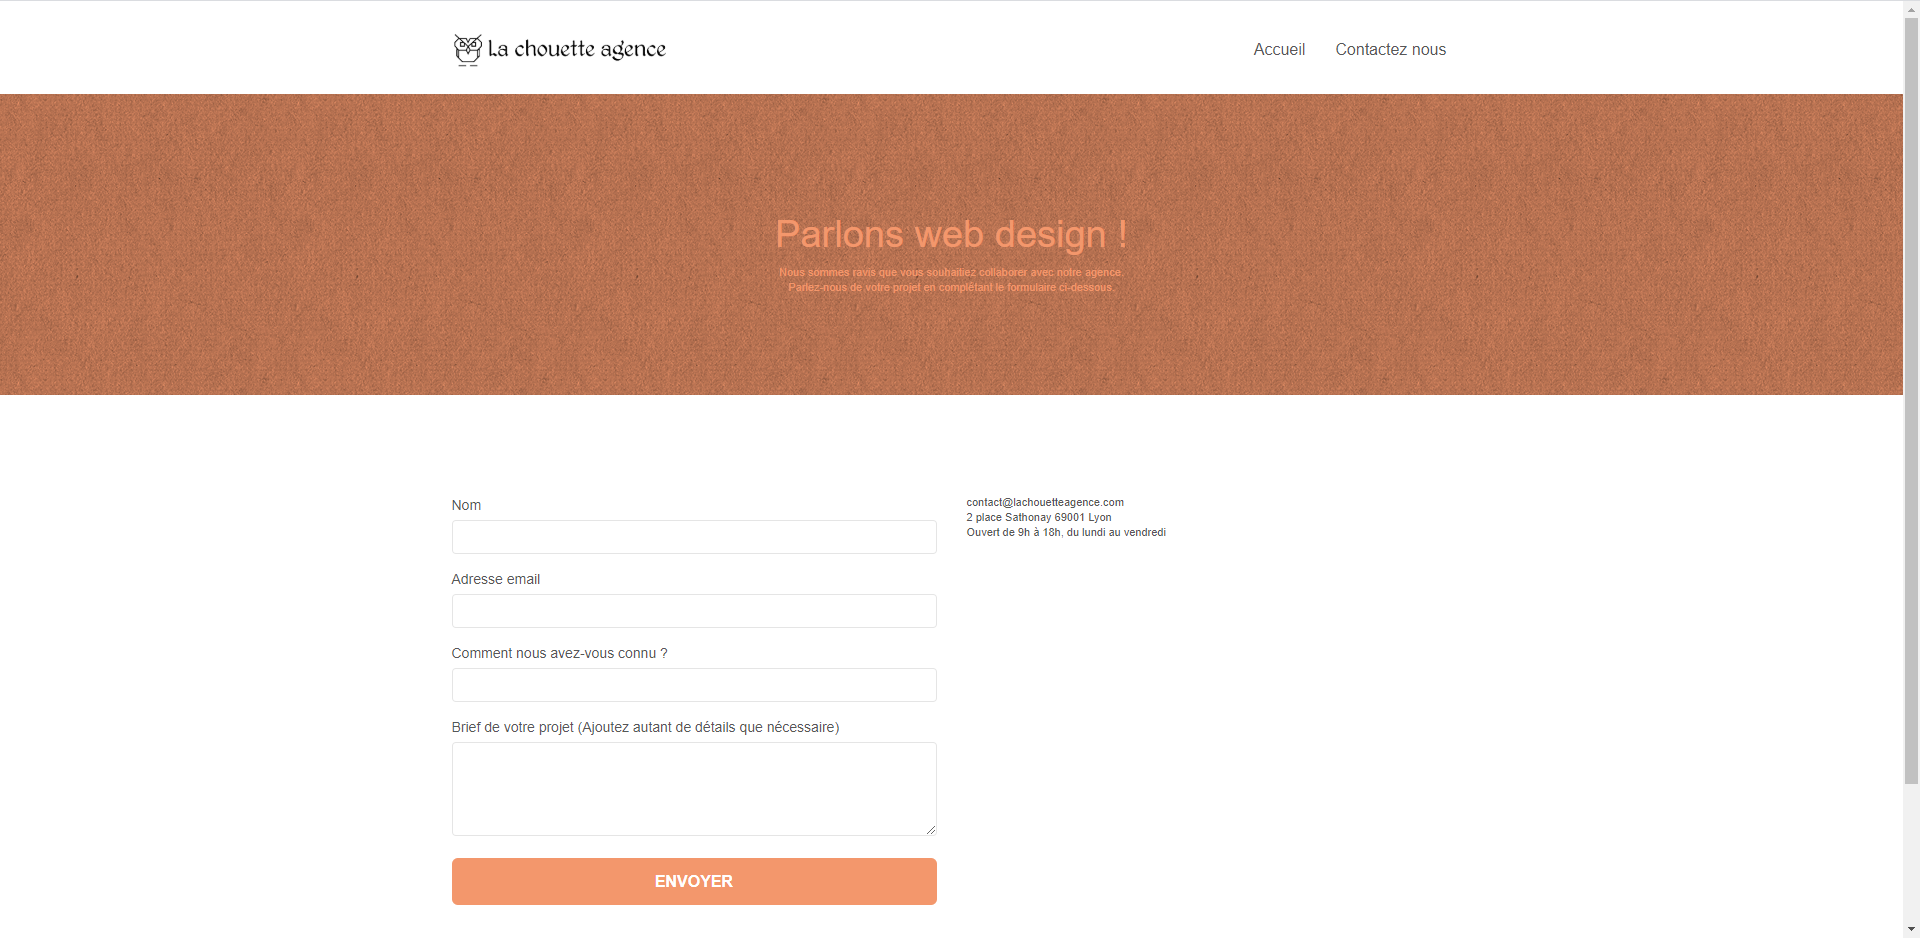 La chouette agence
Accueil
Contactez nous
Parlons web design !
Nous sommes ravis que vous souhaitiez collaborer avec notre agence.
Parlez-nous de votre projet en complétant le formulaire ci-dessous.
Nom
Adresse email
Comment nous avez-vous connu ?
Brief de votre projet (Ajoutez autant de détails que nécessaire)
ENVOYER
contact@lachouetteagence.com
2 place Sathonay 69001 Lyon
Ouvert de 9h à 18h, du lundi au vendredi